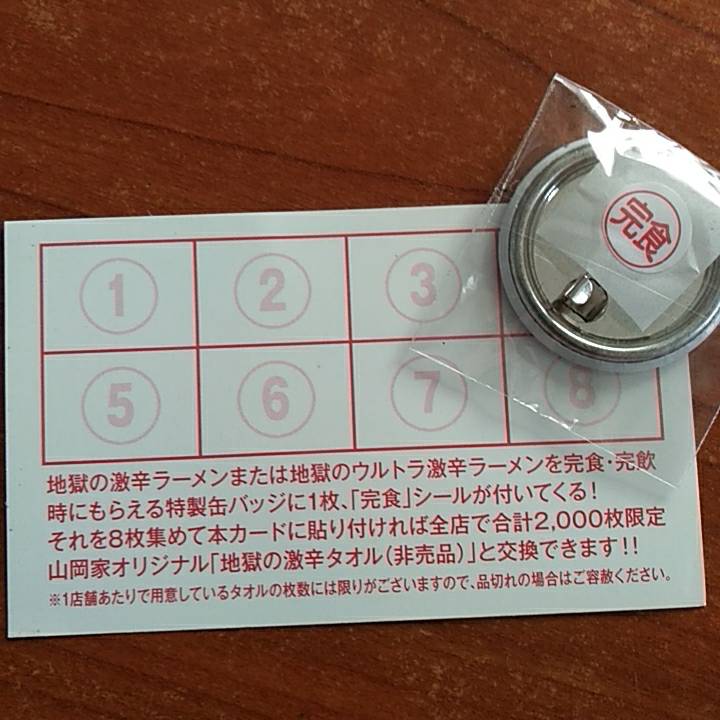 完食
1 2 3
5 6 7 8
地獄の激辛ラーメンまたは地獄のウルトラ激辛ラーメンを完食・完飲
時にもらえる特製缶バッジに1枚、「完食」シールが付いてくる!
それを8枚集めて本カードに貼り付ければ全店で合計2,000枚限定
山岡家オリジナル「地獄の激辛タオル(非売品)」と交換できます!!
※1店舗あたりで用意しているタオルの枚数には限りがございますので、品切れの場合はご容赦ください。